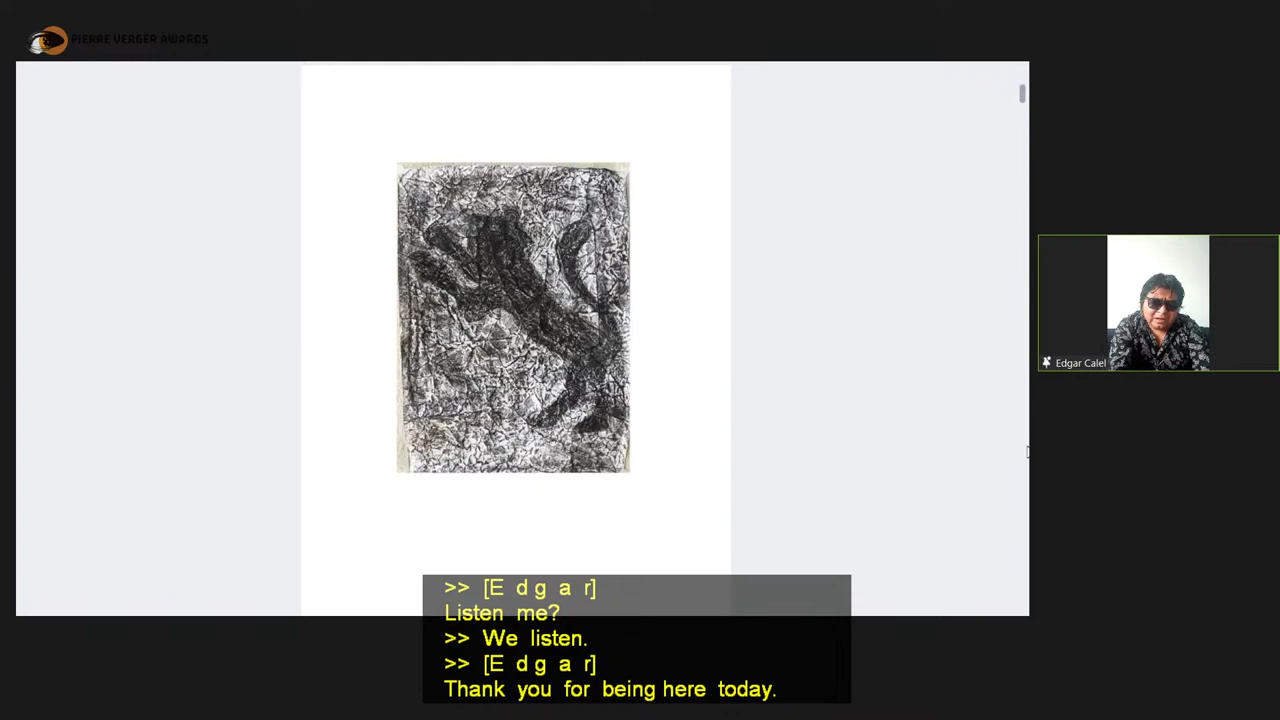 PIERRE VERGER AWARDS
Edgar Calel
>> [E d g a r]
Listen me?
>> We listen.
>> [E d g a r]
Thank you for being here today.